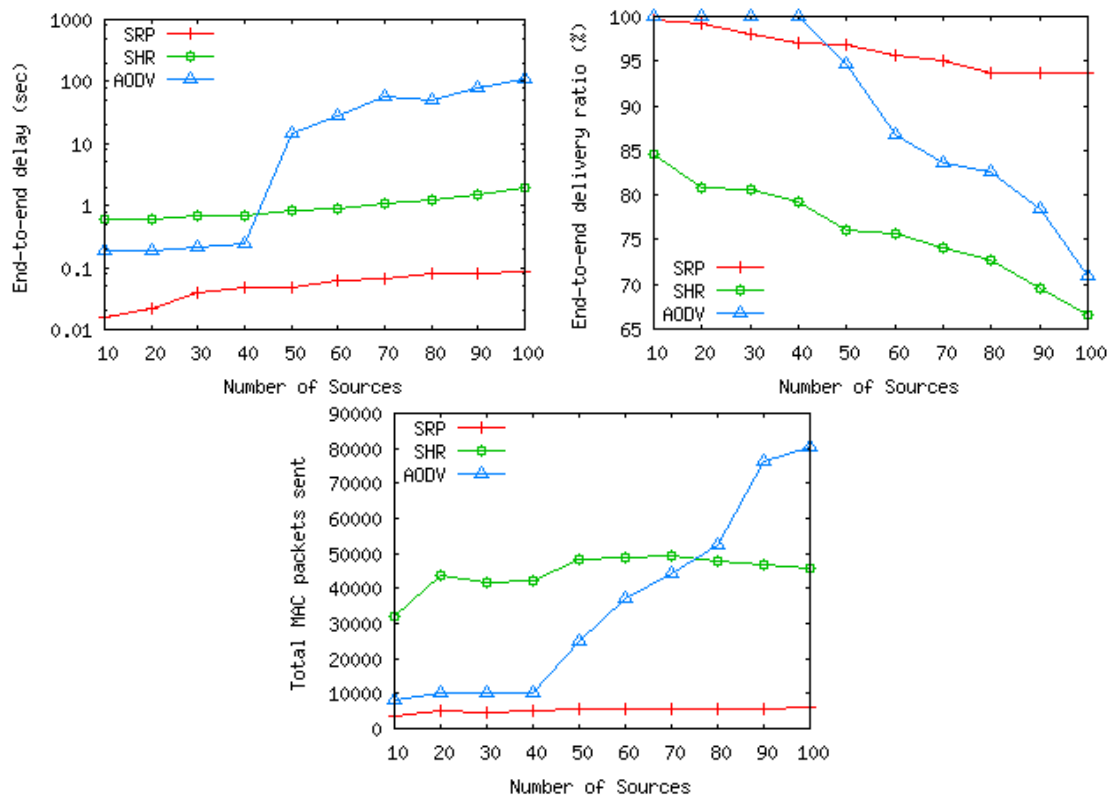 End-to-end delay (sec)
1000
100
10
1
0.1
0.01
SRP
SHR
AODV
10 20 30 40 50 60 70 80 90 100
Number of Sources
End-to-end delivery ratio (%)
100
95
90
85
80
75
70
65
SRP
SHR
AODV
10 20 30 40 50 60 70 80 90 100
Number of Sources
Total MAC packets sent
90000
80000
70000
60000
50000
40000
30000
20000
10000
0
SRP
SHR
AODV
10 20 30 40 50 60 70 80 90 100
Number of Sources